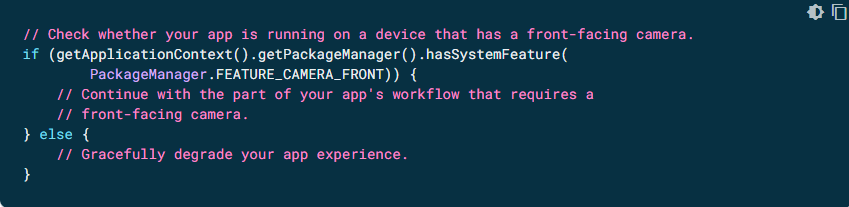 // Check whether your app is running on a device that has a front-facing camera.
if (getApplicationContext().getPackageManager().hasSystemFeature(
        PackageManager.FEATURE_CAMERA_FRONT)) {
    // Continue with the part of your app's workflow that requires a
    // front-facing camera.
} else {
    // Gracefully degrade your app experience.
}